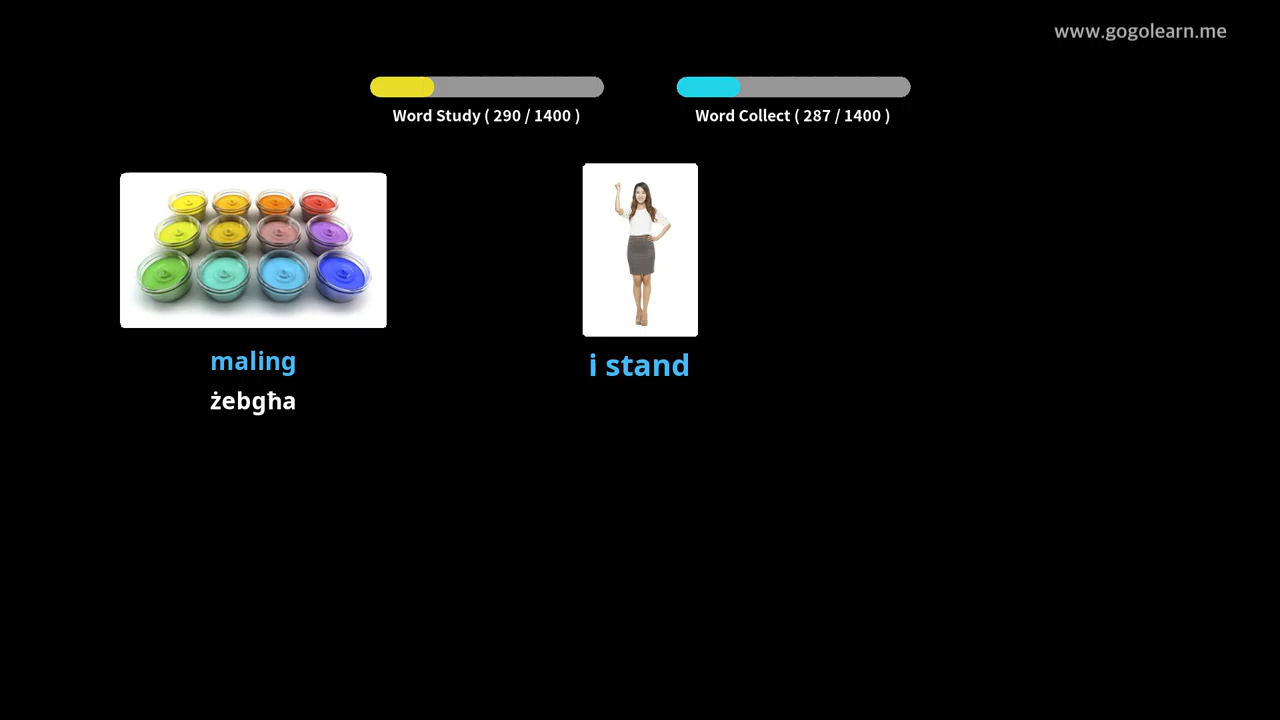 www.gogolearn.me
Word Study ( 290 / 1400 )
Word Collect ( 287 / 1400 )
maling
żebgħa
i stand